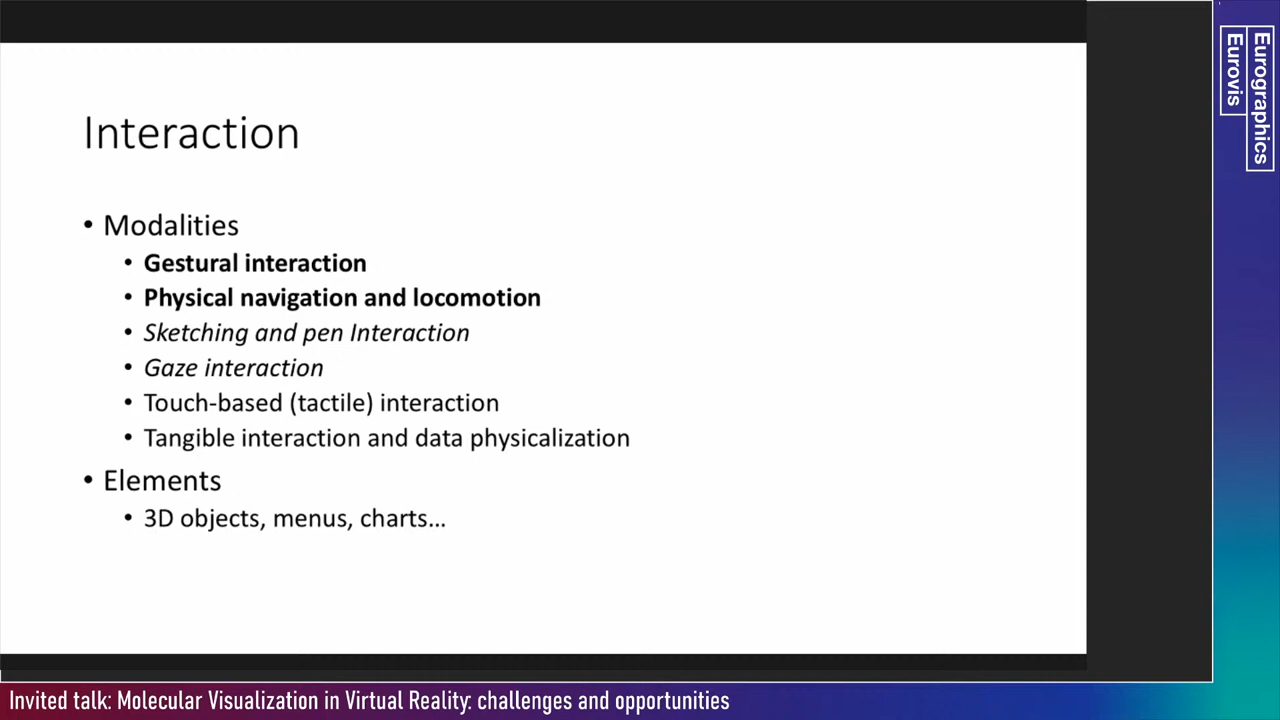 Interaction
• Modalities
• Gestural interaction
• Physical navigation and locomotion
• Sketching and pen Interaction
• Gaze interaction
• Touch-based (tactile) interaction
• Tangible interaction and data physicalization
• Elements
• 3D objects, menus, charts...
Eurographics
Eurovis
Invited talk: Molecular Visualization in Virtual Reality: challenges and opportunities